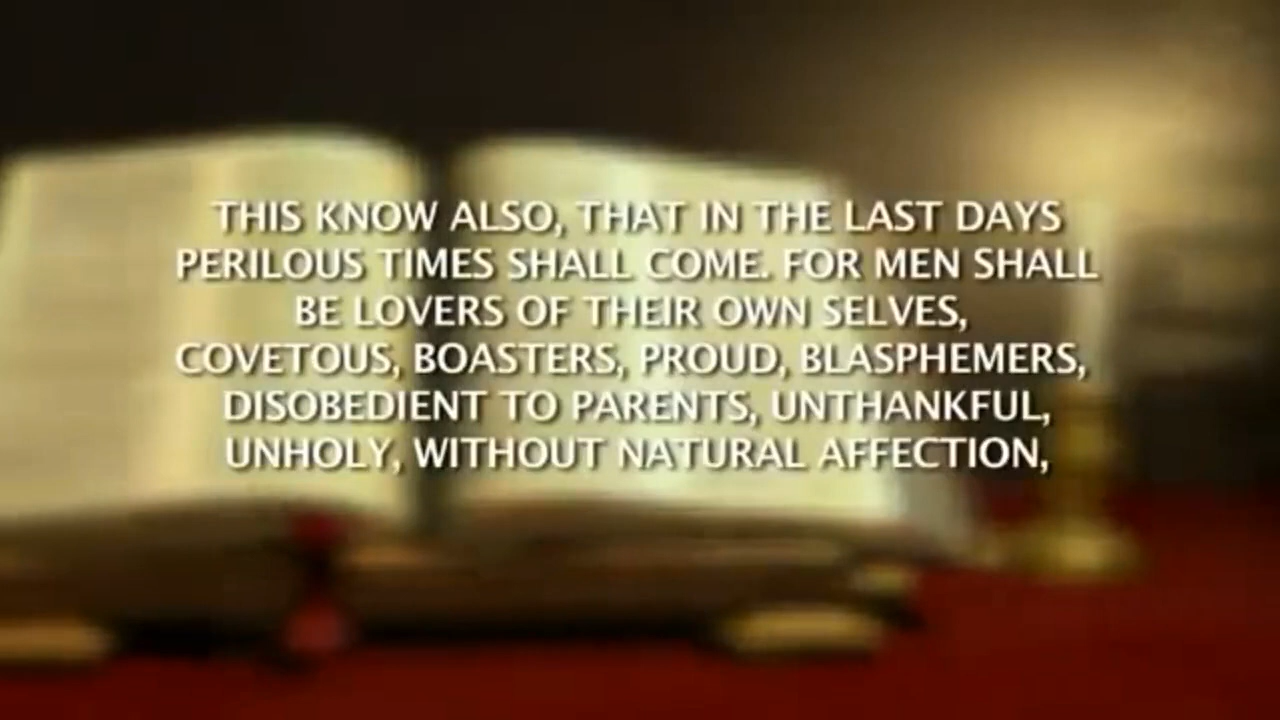 THIS KNOW ALSO, THAT IN THE LAST DAYS
PERILOUS TIMES SHALL COME. FOR MEN SHALL
BE LOVERS OF THEIR OWN SELVES,
COVETOUS, BOASTERS, PROUD, BLASPHEMERS,
DISOBEDIENT TO PARENTS, UNTHANKFUL,
UNHOLY, WITHOUT NATURAL AFFECTION,